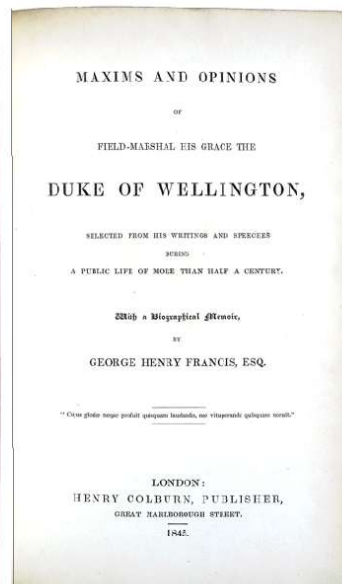 MAXIMS AND OPINIONS
OF
FIELD-MARSHAL HIS GRACE THE
DUKE OF WELLINGTON,
SELECTED FROM HIS WRITINGS AND SPEECHES
DURING
A PUBLIC LIFE OF MORE THAN HALF A CENTURY.
With a Biographical Memoir,
BY
GEORGE HENRY FRANCIS, ESQ.
"Cujus gloriæ neque profuit quisquam laudando, nec vituperando quisquam nocuit."
LONDON:
HENRY COLBURN, PUBLISHER,
GREAT MARLBOROUGH STREET.
1845.